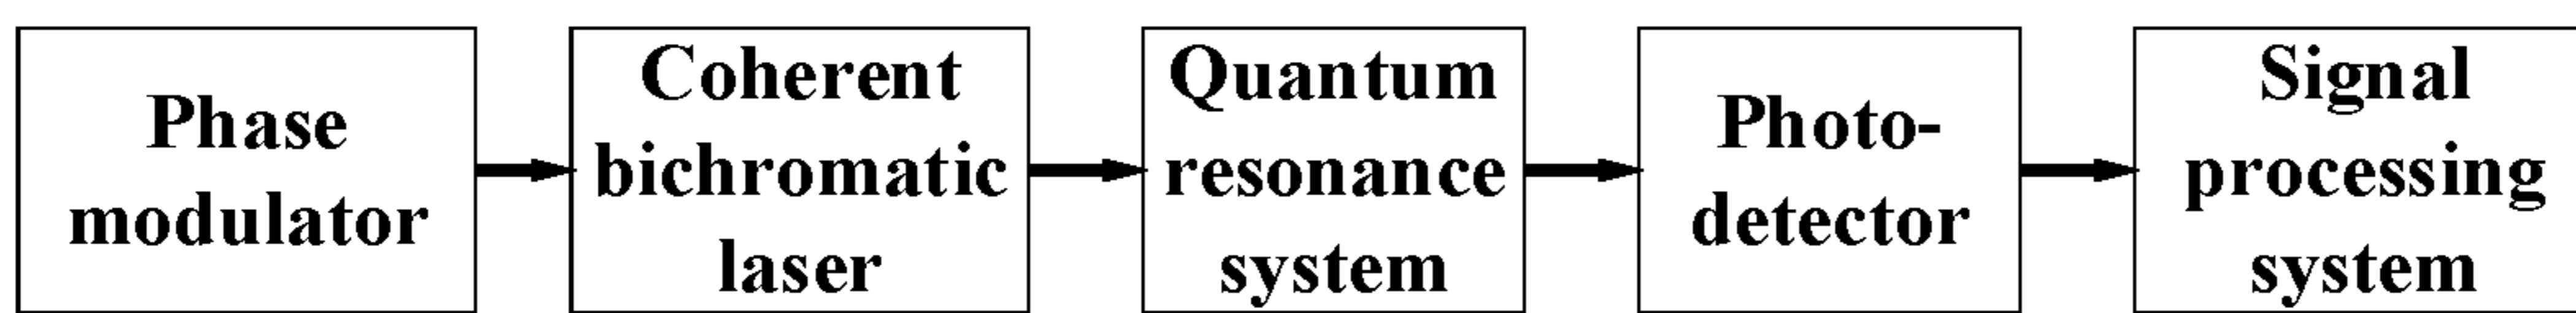 Phase
modulator
Coherent
bichromatic
laser
Quantum
resonance
system
Photo-
detector
Signal
processing
system